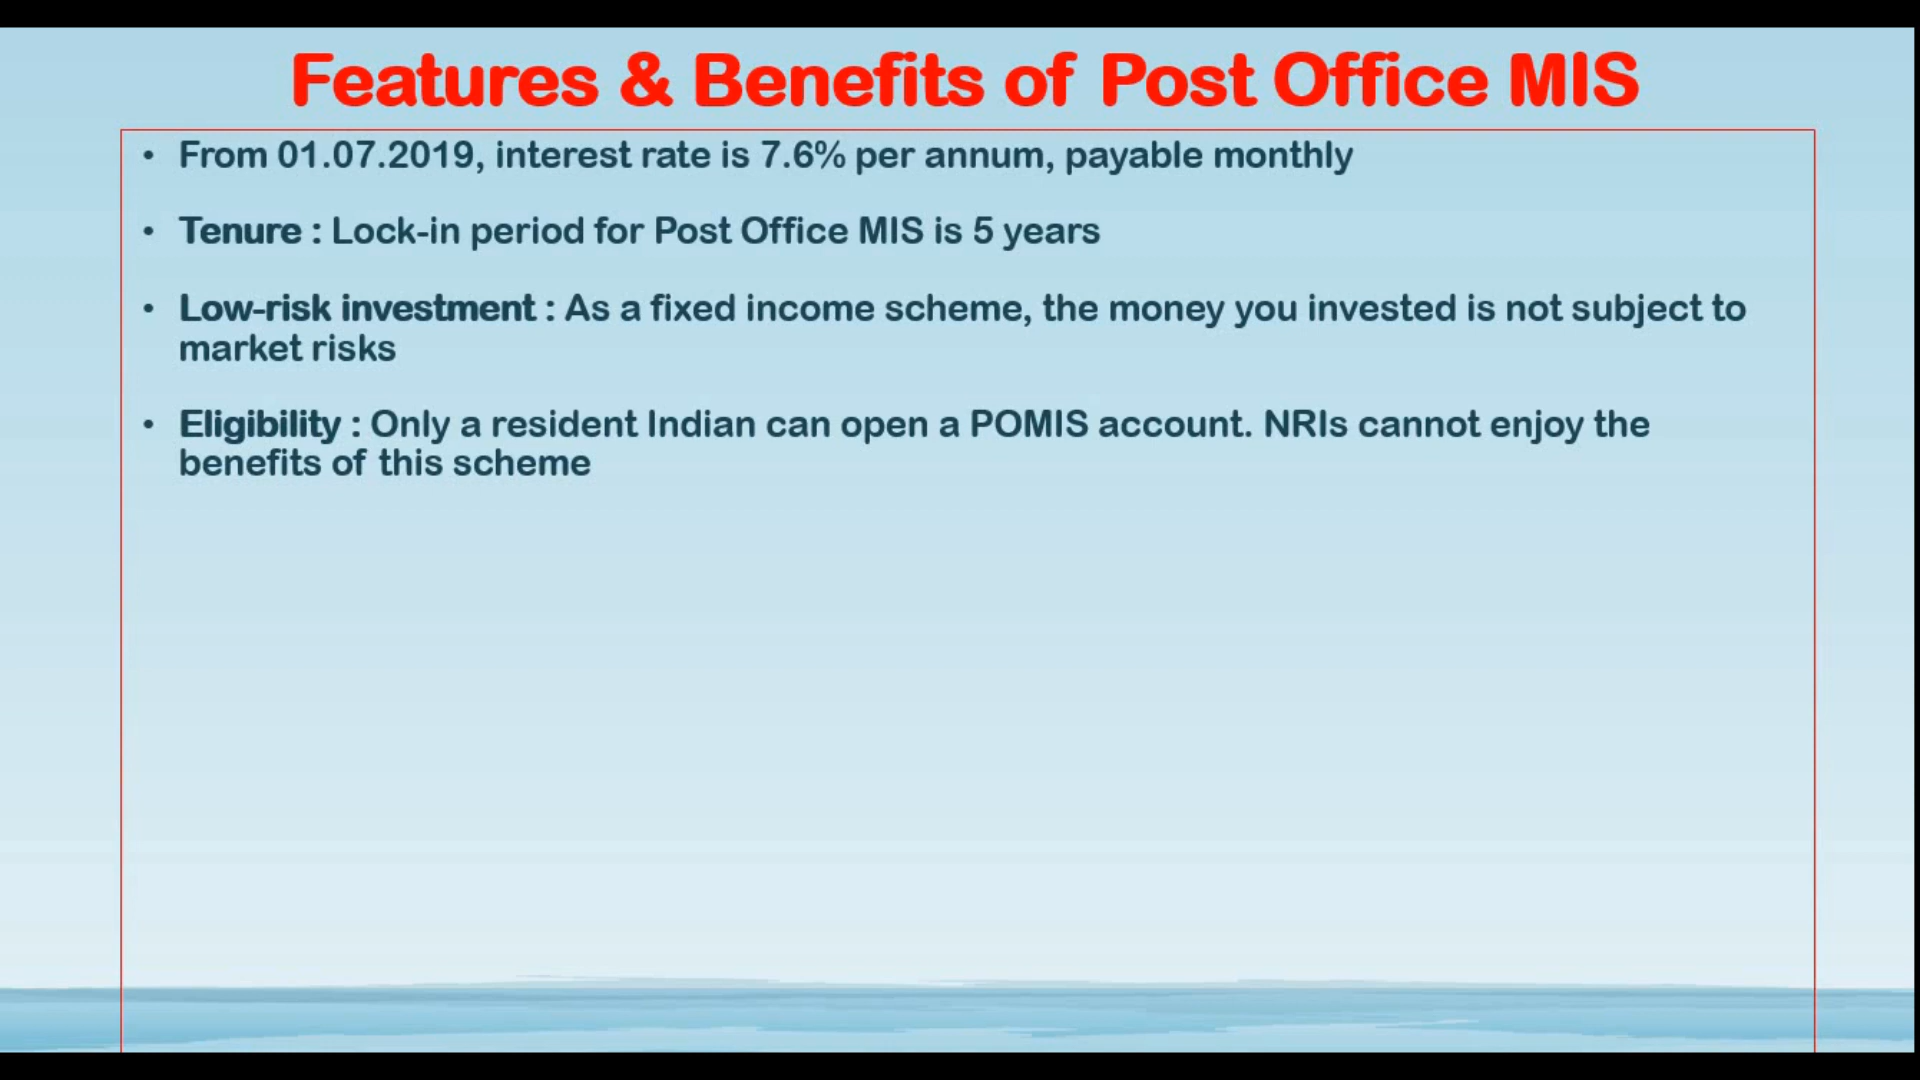 Features & Benefits of Post Office MIS
• From 01.07.2019, interest rate is 7.6% per annum, payable monthly
• Tenure : Lock-in period for Post Office MIS is 5 years
• Low-risk investment : As a fixed income scheme, the money you invested is not subject to
market risks
• Eligibility : Only a resident Indian can open a POMIS account. NRIs cannot enjoy the
benefits of this scheme